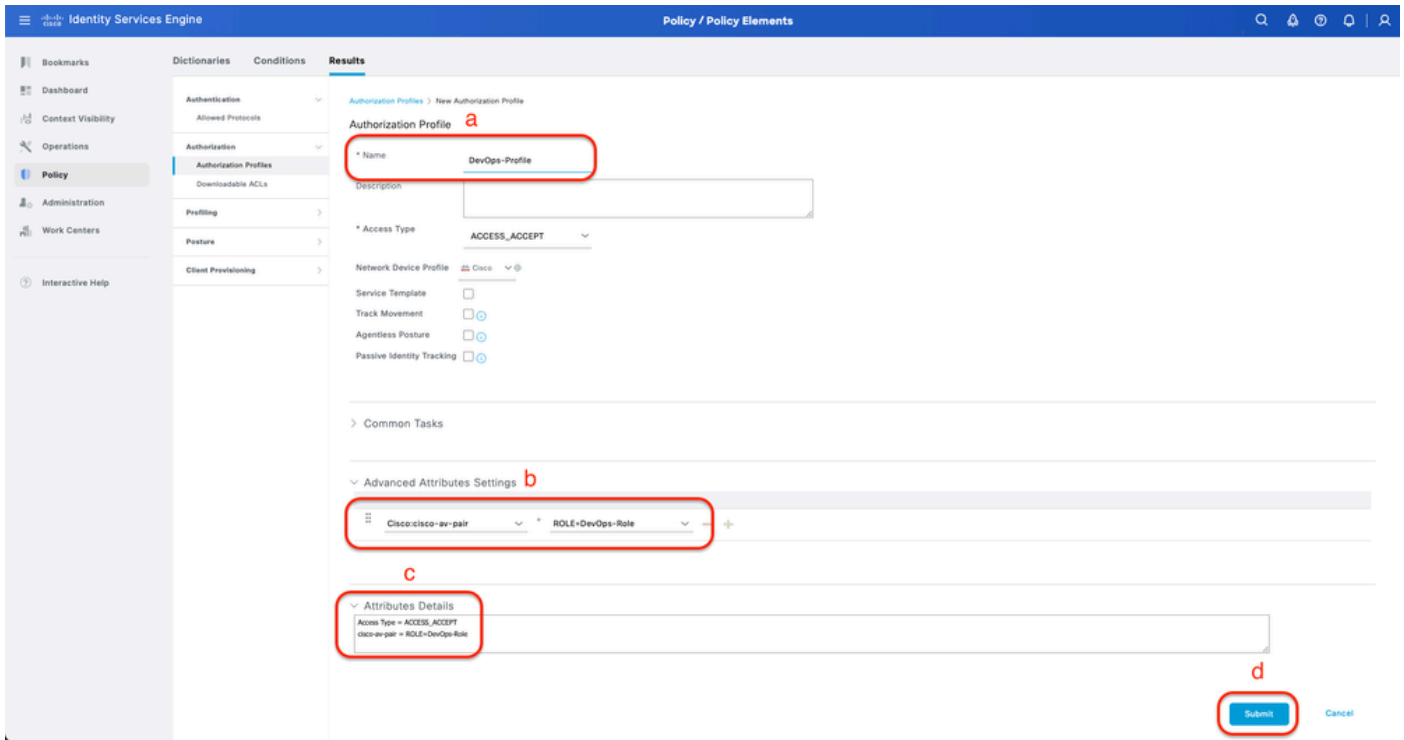 cisco Identity Services Engine
Policy / Policy Elements
Bookmarks
Dashboard
Context Visibility
Operations
Policy
Administration
Work Centers
Interactive Help
Dictionaries Conditions Results
Authentication
Allowed Protocols
Authorization
Authorization Profiles
Downloadable ACLs
Profiling
Posture
Client Provisioning
Authorization Profiles > New Authorization Profile
Authorization Profile a
* Name DevOps-Profile
Description
* Access Type ACCESS_ACCEPT
Network Device Profile Cisco
Service Template
Track Movement
Agentless Posture
Passive Identity Tracking
Common Tasks
Advanced Attributes Settings b
Cisco:cisco-av-pair = ROLE=DevOps-Role
c
Attributes Details
Access Type = ACCESS_ACCEPT
cisco-av-pair = ROLE=DevOps-Role
d
Submit Cancel